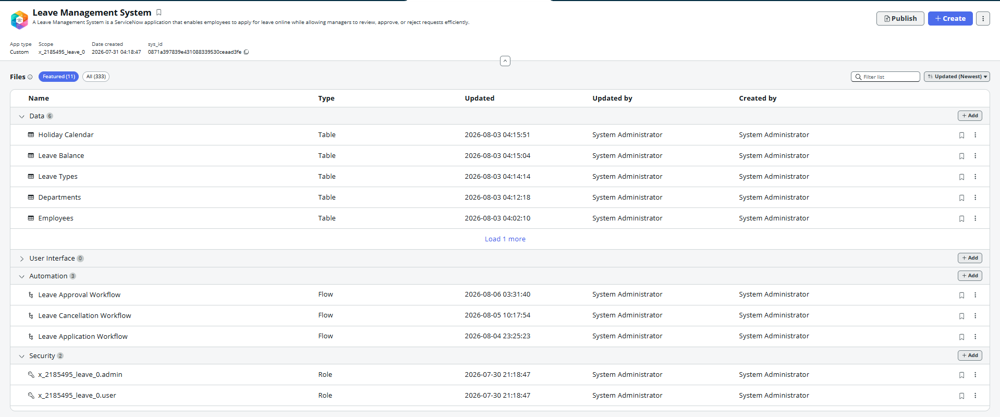 Leave Management System
A Leave Management System is a ServiceNow application that enables employees to apply for leave online while allowing managers to review, approve, or reject requests efficiently.
Publish
+ Create
App type Scope Date created sys_id
Custom x_2185495_leave_0 2026-07-31 04:18:47 0871a397839e431088339530ceaad3fe
Files Featured (11) All (333) Filter list Updated (Newest)
Name Type Updated Updated by Created by
Data 6 + Add
Holiday Calendar Table 2026-08-03 04:15:51 System Administrator System Administrator
Leave Balance Table 2026-08-03 04:15:04 System Administrator System Administrator
Leave Types Table 2026-08-03 04:14:14 System Administrator System Administrator
Departments Table 2026-08-03 04:12:18 System Administrator System Administrator
Employees Table 2026-08-03 04:02:10 System Administrator System Administrator
Load 1 more
User Interface 0 + Add
Automation 3 + Add
Leave Approval Workflow Flow 2026-08-06 03:31:40 System Administrator System Administrator
Leave Cancellation Workflow Flow 2026-08-05 10:17:54 System Administrator System Administrator
Leave Application Workflow Flow 2026-08-04 23:25:23 System Administrator System Administrator
Security 2 + Add
x_2185495_leave_0.admin Role 2026-07-30 21:18:47 System Administrator System Administrator
x_2185495_leave_0.user Role 2026-07-30 21:18:47 System Administrator System Administrator